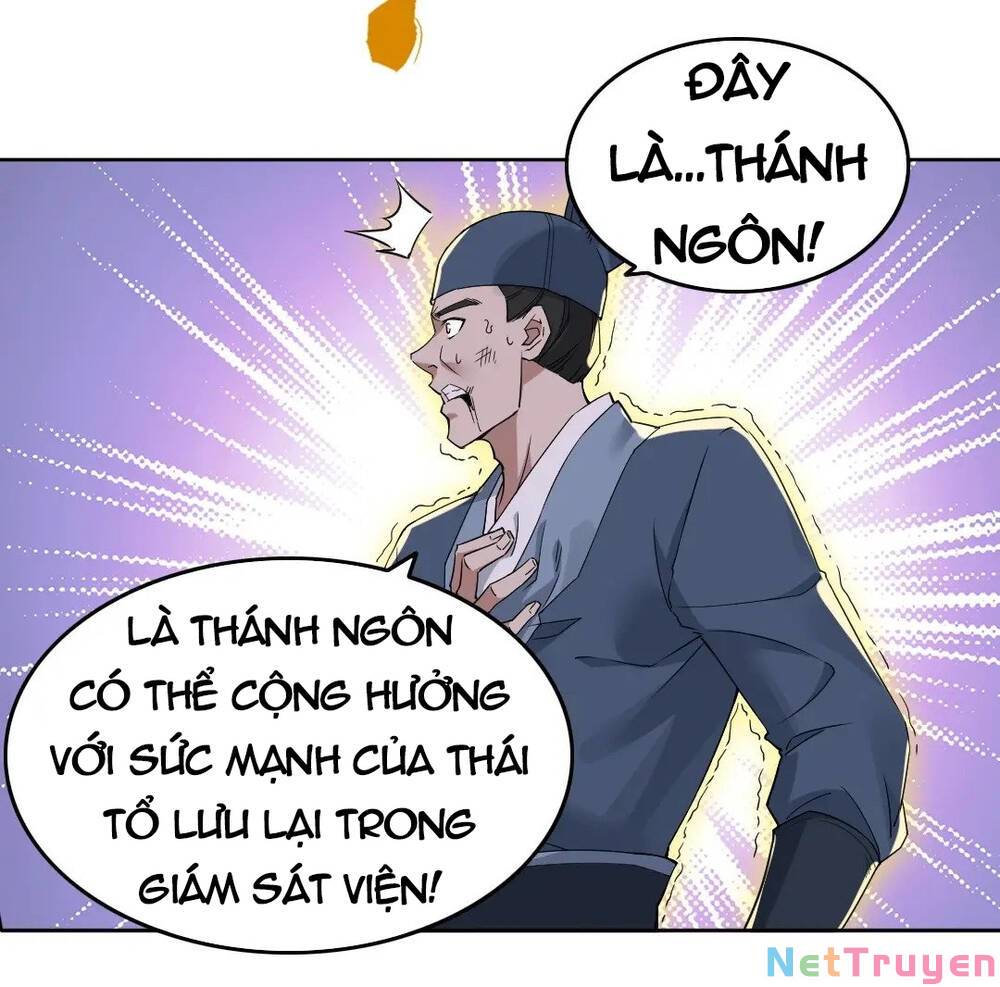 ĐÂY
LÀ...THÁNH
NGÔN!
LÀ THÁNH NGÔN
CÓ THỂ CỘNG HƯỞNG
VỚI SỨC MẠNH CỦA THÁI
TỔ LƯU LẠI TRONG
GIÁM SÁT VIỆN!
NETTRUYEN